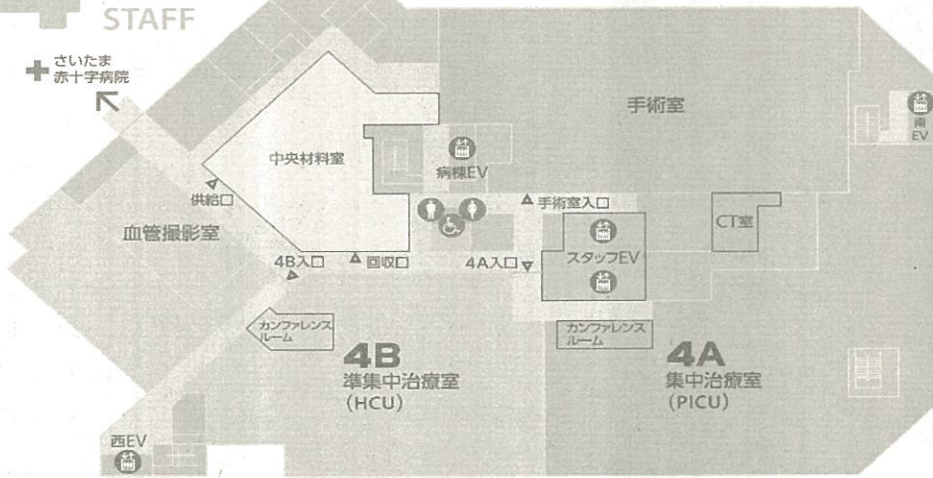 STAFF
さいたま
赤十字病院
手術室
南
EV
中央材料室
病棟EV
供給口
手術室入口
CT室
血管撮影室
4B入口
回収口
4A入口
スタッフEV
カンファレンス
ルーム
カンファレンス
ルーム
4B
準集中治療室
(HCU)
4A
集中治療室
(PICU)
西EV